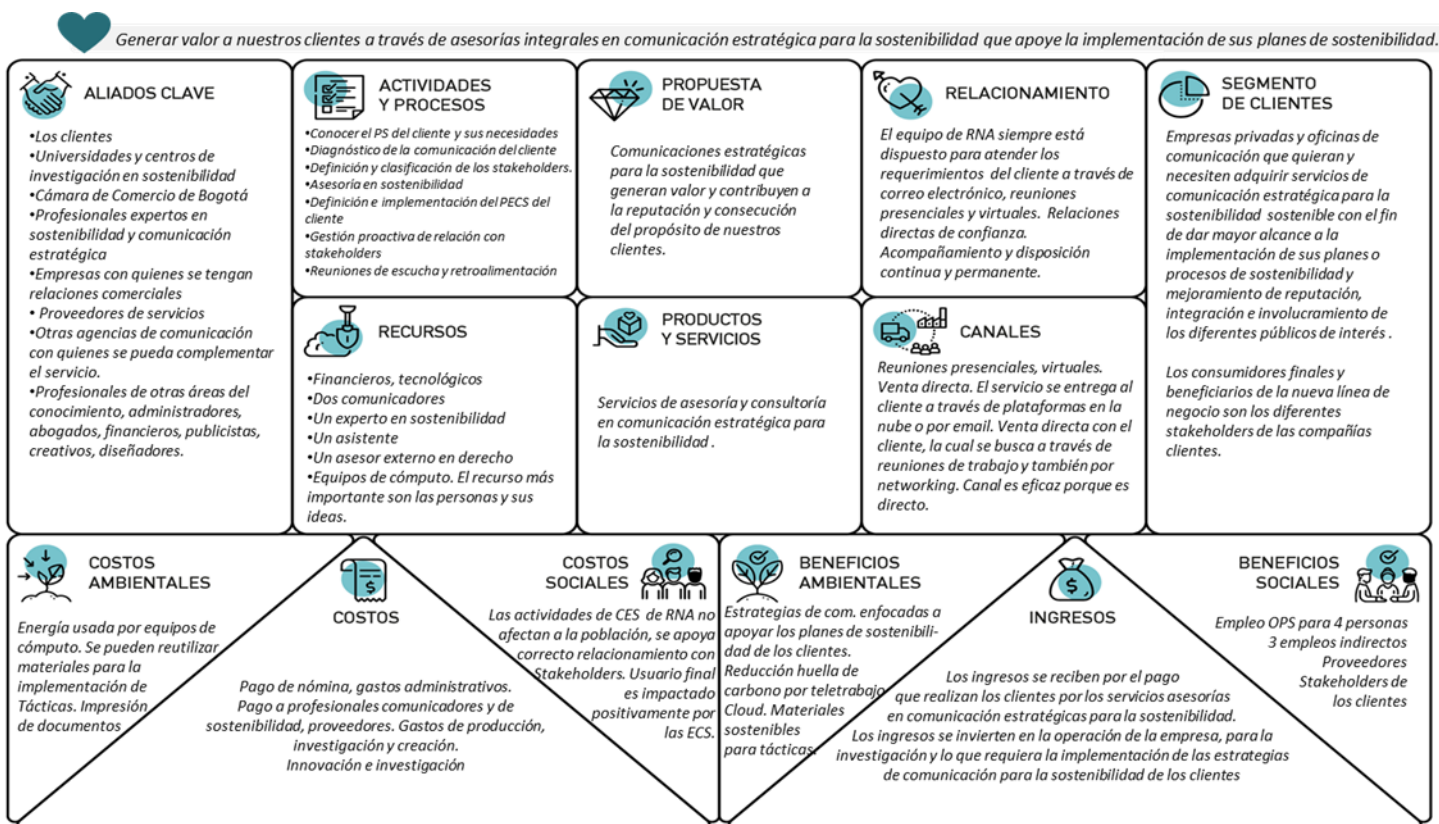 Generar valor a nuestros clientes a través de asesorías integrales en comunicación estratégica para la sostenibilidad que apoye la implementación de sus planes de sostenibilidad.
ALIADOS CLAVE
•Los clientes
•Universidades y centros de
investigación en sostenibilidad
•Cámara de Comercio de Bogotá
•Profesionales expertos en
sostenibilidad y comunicación
estratégica
•Empresas con quienes se tengan
relaciones comerciales
• Proveedores de servicios
•Otras agencias de comunicación
con quienes se pueda complementar
el servicio.
•Profesionales de otras áreas del
conocimiento, administradores,
abogados, financieros, publicistas,
creativos, diseñadores.
ACTIVIDADES
Y PROCESOS
•Conocer el PS del cliente y sus necesidades
•Diagnóstico de la comunicación del cliente
•Definición y clasificación de los stakeholders.
•Asesoría en sostenibilidad
•Definición e implementación del PECS del
cliente
•Gestión proactiva de relación con
stakeholders
•Reuniones de escucha y retroalimentación
RECURSOS
•Financieros, tecnológicos
•Dos comunicadores
•Un experto en sostenibilidad
•Un asistente
•Un asesor externo en derecho
•Equipos de cómputo. El recurso más
importante son las personas y sus
ideas.
PROPUESTA
DE VALOR
Comunicaciones estratégicas
para la sostenibilidad que
generan valor y contribuyen a
la reputación y consecución
del propósito de nuestros
clientes.
PRODUCTOS
Y SERVICIOS
Servicios de asesoría y consultoría
en comunicación estratégica para
la sostenibilidad .
RELACIONAMIENTO
El equipo de RNA siempre está
dispuesto para atender los
requerimientos del cliente a través de
correo electrónico, reuniones
presenciales y virtuales. Relaciones
directas de confianza.
Acompañamiento y disposición
continua y permanente.
CANALES
Reuniones presenciales, virtuales.
Venta directa. El servicio se entrega al
cliente a través de plataformas en la
nube o por email. Venta directa con el
cliente, la cual se busca a través de
reuniones de trabajo y también por
networking. Canal es eficaz porque es
directo.
SEGMENTO
DE CLIENTES
Empresas privadas y oficinas de
comunicación que quieran y
necesiten adquirir servicios de
comunicación estratégica para la
sostenibilidad sostenible con el fin
de dar mayor alcance a la
implementación de sus planes o
procesos de sostenibilidad y
mejoramiento de reputación,
integración e involucramiento de
los diferentes públicos de interés .
Los consumidores finales y
beneficiarios de la nueva línea de
negocio son los diferentes
stakeholders de las compañías
clientes.
COSTOS
AMBIENTALES
Energía usada por equipos de
cómputo. Se pueden reutilizar
materiales para la
implementación de
Tácticas. Impresión
de documentos
COSTOS
Pago de nómina, gastos administrativos.
Pago a profesionales comunicadores y de
sostenibilidad, proveedores. Gastos de producción,
investigación y creación.
Innovación e investigación
COSTOS
SOCIALES
Las actividades de CES de RNA no
afectan a la población, se apoya
correcto relacionamiento con
Stakeholders. Usuario final
es impactado
positivamente por
las ECS.
BENEFICIOS
AMBIENTALES
Estrategias de com. enfocadas a
apoyar los planes de sostenibili-
dad de los clientes.
Reducción huella de
carbono por teletrabajo
Cloud. Materiales
sostenibles
para tácticas.
INGRESOS
Los ingresos se reciben por el pago
que realizan los clientes por los servicios asesorías
en comunicación estratégicas para la sostenibilidad.
Los ingresos se invierten en la operación de la empresa, para la
investigación y lo que requiera la implementación de las estrategias
de comunicación para la sostenibilidad de los clientes
BENEFICIOS
SOCIALES
Empleo OPS para 4 personas
3 empleos indirectos
Proveedores
Stakeholders de
los clientes